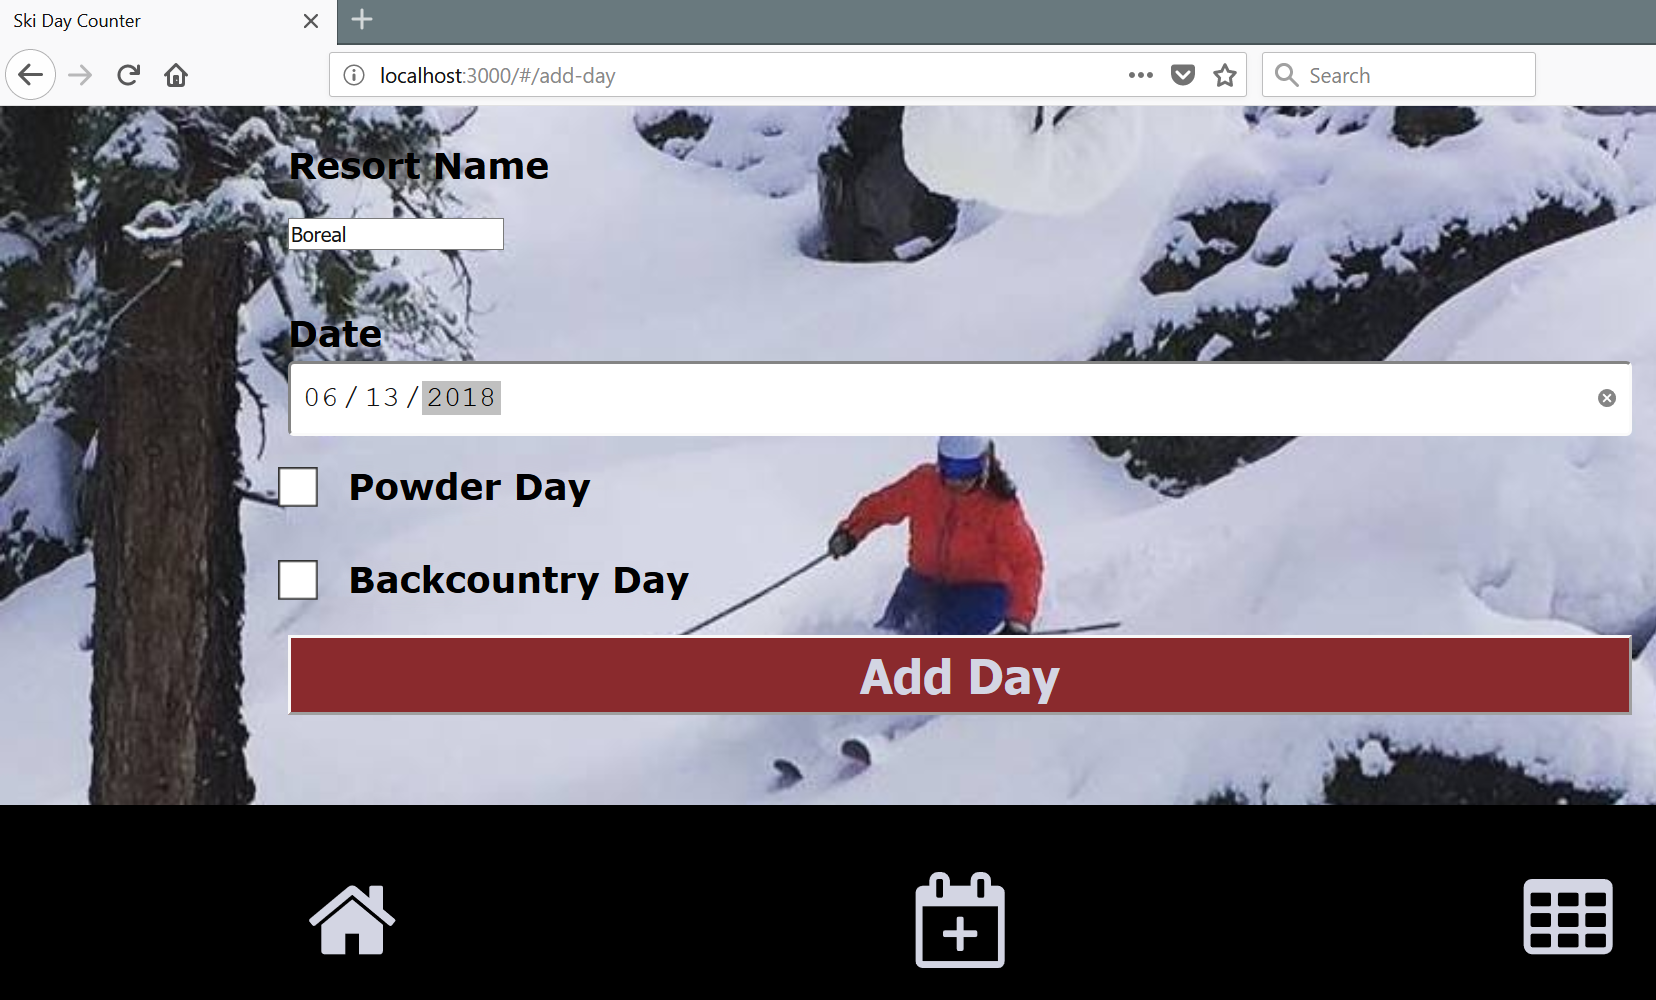 Ski Day Counter
localhost:3000/#/add-day
Search
Resort Name
Boreal
Date
06 / 13 / 2018
Powder Day
Backcountry Day
Add Day